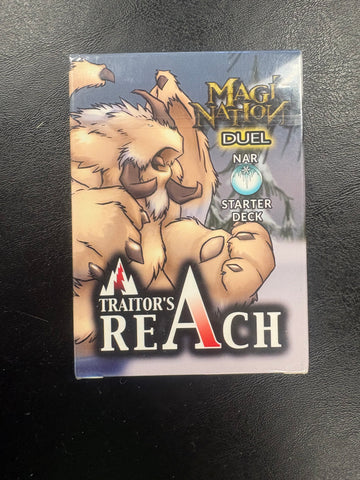 MAGI
NATION
DUEL
NAR
STARTER
DECK
TRAITOR'S
REACH